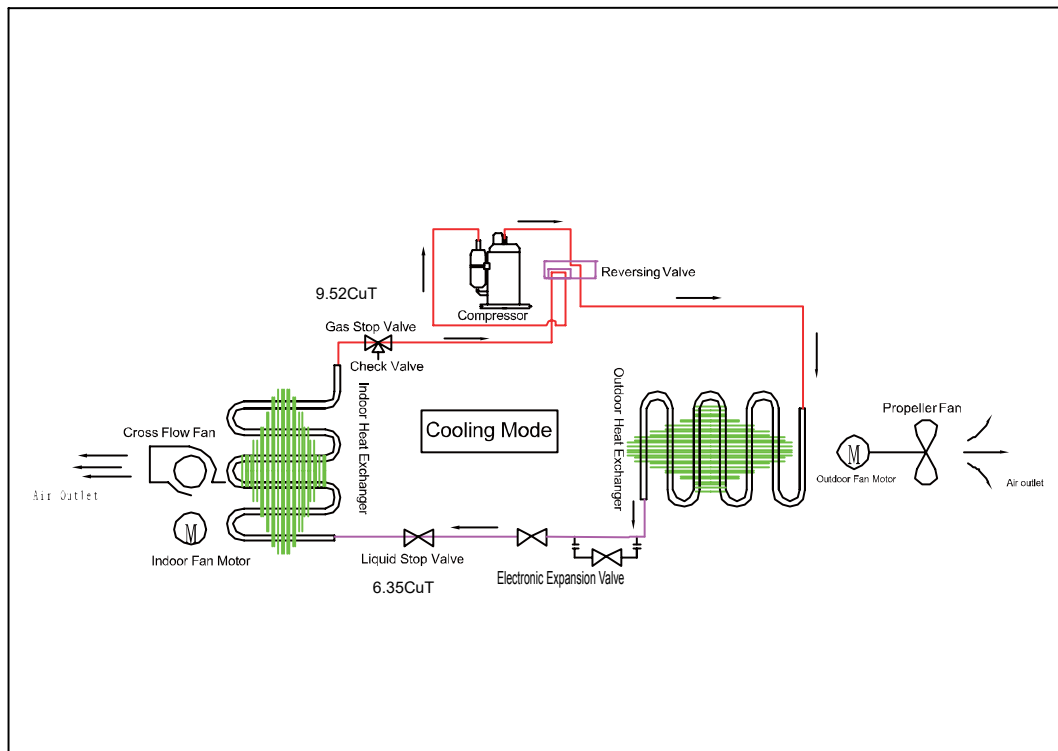 Reversing Valve
9.52CuT
Compressor
Gas Stop Valve
Check Valve
Indoor Heat Exchanger
Outdoor Heat Exchanger
Cooling Mode
Cross Flow Fan
Propeller Fan
M
Outdoor Fan Motor
Air outlet
Air Outlet
M
Indoor Fan Motor
Liquid Stop Valve
6.35CuT
Electronic Expansion Valve